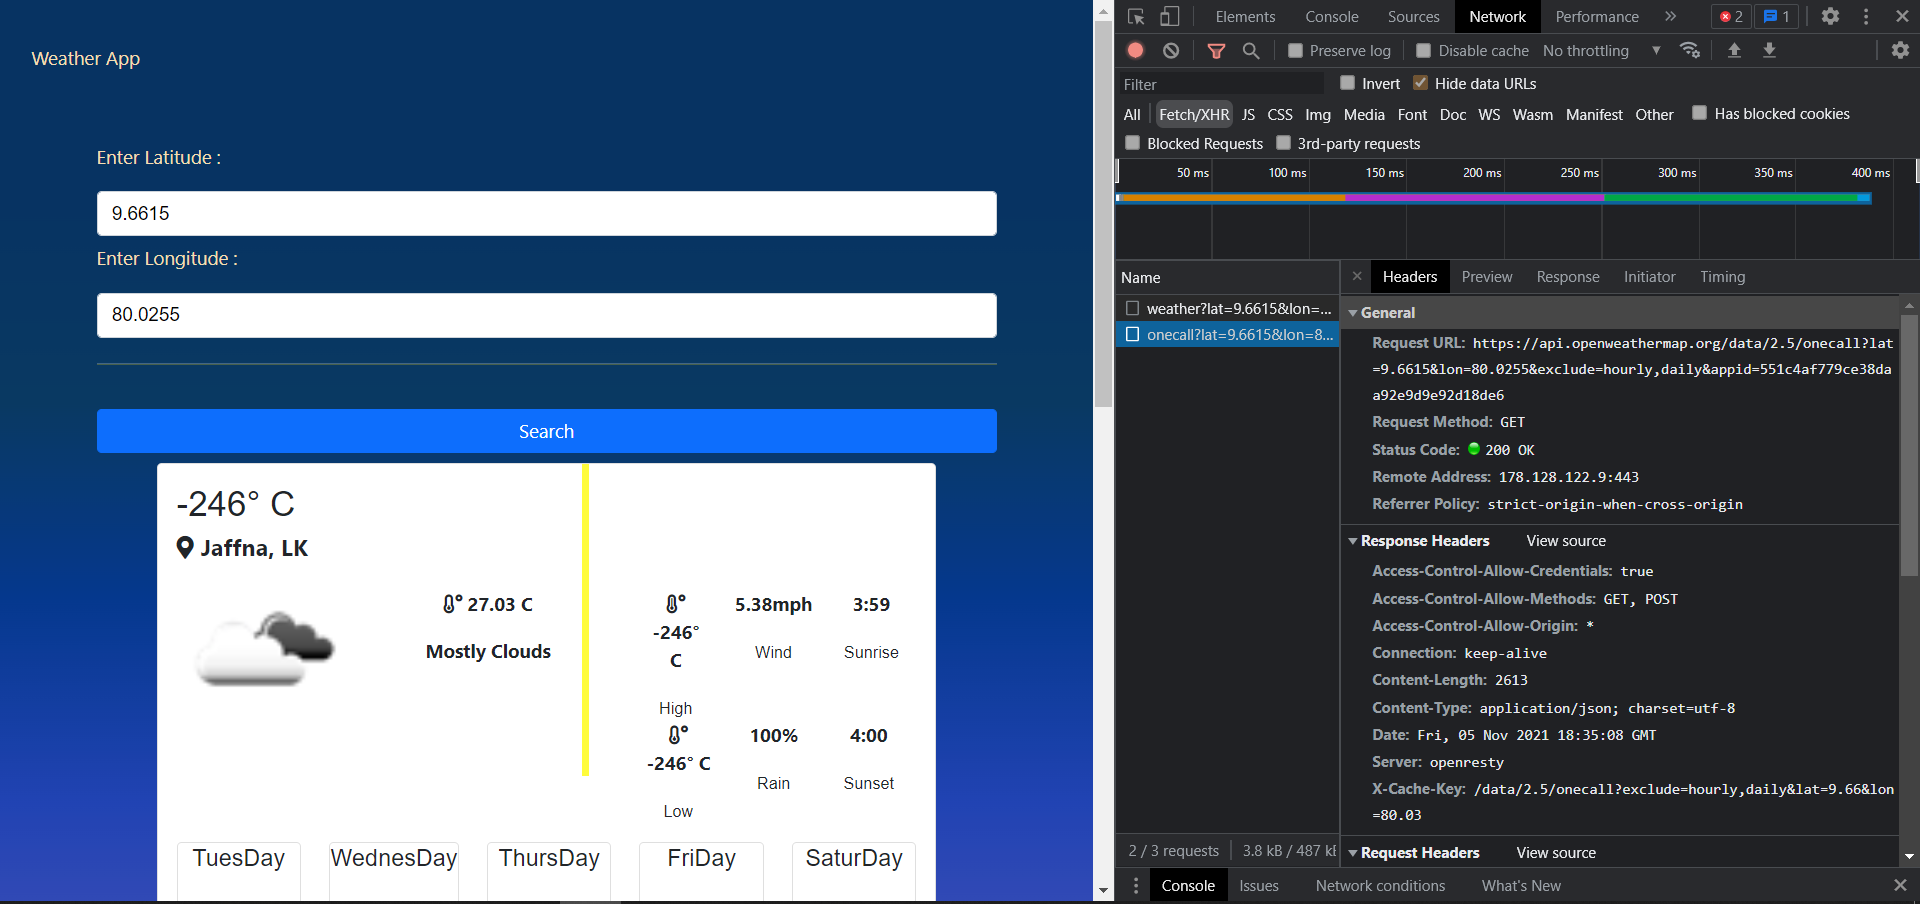 Weather App
Enter Latitude :
9.6615
Enter Longitude :
80.0255
Search
-246° C
Jaffna, LK
27.03 C
Mostly Clouds
-246°
C
High
5.38mph
Wind
3:59
Sunrise
-246° C
Low
100%
Rain
4:00
Sunset
TuesDay WednesDay ThursDay FriDay SaturDay
Elements Console Sources Network Performance 2 1
Preserve log Disable cache No throttling
Filter Invert Hide data URLs
All Fetch/XHR JS CSS Img Media Font Doc WS Wasm Manifest Other Has blocked cookies
Blocked Requests 3rd-party requests
50 ms 100 ms 150 ms 200 ms 250 ms 300 ms 350 ms 400 ms
Name
weather?lat=9.6615&lon=...
onecall?lat=9.6615&lon=8...
2 / 3 requests 3.8 kB / 487 kE
Headers Preview Response Initiator Timing
General
Request URL: https://api.openweathermap.org/data/2.5/onecall?lat
=9.6615&lon=80.0255&exclude=hourly,daily&appid=551c4af779ce38da
a92e9d9e92d18de6
Request Method: GET
Status Code: 200 OK
Remote Address: 178.128.122.9:443
Referrer Policy: strict-origin-when-cross-origin
Response Headers View source
Access-Control-Allow-Credentials: true
Access-Control-Allow-Methods: GET, POST
Access-Control-Allow-Origin: *
Connection: keep-alive
Content-Length: 2613
Content-Type: application/json; charset=utf-8
Date: Fri, 05 Nov 2021 18:35:08 GMT
Server: openresty
X-Cache-Key: /data/2.5/onecall?exclude=hourly,daily&lat=9.66&lon
=80.03
Request Headers View source
Console Issues Network conditions What's New